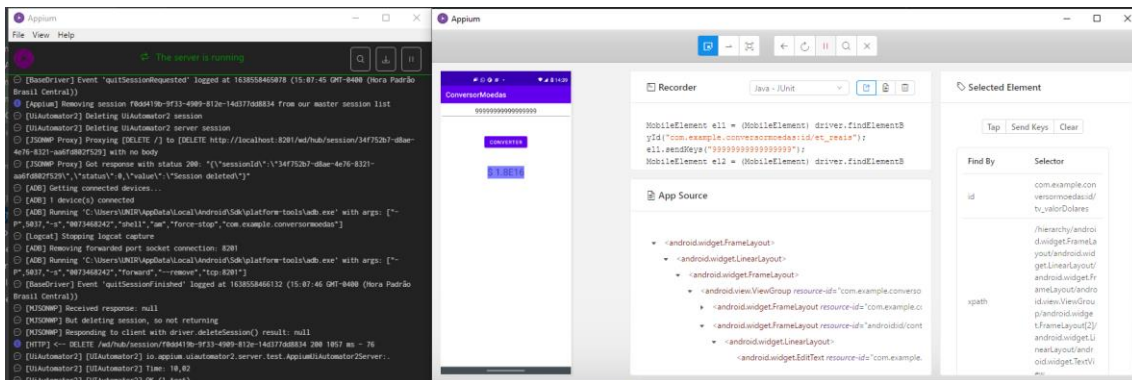 Appium
File View Help
The server is running
[BaseDriver] Event 'quitSessionRequested' logged at 1638558465078 (15:07:45 GMT-0400 (Hora Padrão
Brasil Central))
[Appium] Removing session f0dd419b-9f33-4909-812e-14d377dd8834 from our master session list
[UiAutomator2] Deleting UiAutomator2 session
[UiAutomator2] Deleting UiAutomator2 server session
[JSONWP Proxy] Proxying [DELETE /] to [DELETE http://localhost:8201/wd/hub/session/34f752b7-d8ae-
4e76-8321-aa6fd802f529] with no body
[JSONWP Proxy] Got response with status 200: "{\"sessionId\":\"34f752b7-d8ae-4e76-8321-
aa6fd802f529\",\"status\":0,\"value\":\"Session deleted\"}"
[ADB] Getting connected devices...
[ADB] 1 device(s) connected
[ADB] Running 'C:\Users\UNIR\AppData\Local\Android\Sdk\platform-tools\adb.exe' with args: ["-
P",5037,"-s","0073468242","shell","am","force-stop","com.example.conversormoedas"]
[Logcat] Stopping logcat capture
[ADB] Removing forwarded port socket connection: 8201
[ADB] Running 'C:\Users\UNIR\AppData\Local\Android\Sdk\platform-tools\adb.exe' with args: ["-
P",5037,"-s","0073468242","forward","--remove","tcp:8201"]
[BaseDriver] Event 'quitSessionFinished' logged at 1638558466132 (15:07:46 GMT-0400 (Hora Padrão
Brasil Central))
[MJSONWP] Received response: null
[MJSONWP] But deleting session, so not returning
[MJSONWP] Responding to client with driver.deleteSession() result: null
[HTTP] <-- DELETE /wd/hub/session/f0dd419b-9f33-4909-812e-14d377dd8834 200 1057 ms - 76
[UiAutomator2] [UIAutomator2] io.appium.uiautomator2.server.test.AppiumUiAutomator2Server:.
[UiAutomator2] [UIAutomator2] Time: 10,02
Appium
14:39
ConversorMoedas
CONVERTER
$ 1.8E16
Recorder
Java - JUnit
MobileElement el1 = (MobileElement) driver.findElementB
yId("com.example.conversormoedas:id/et_reais");
el1.sendKeys("9999999999999999");
MobileElement el2 = (MobileElement) driver.findElementB
App Source
<android.widget.FrameLayout>
<android.widget.LinearLayout>
<android.widget.FrameLayout>
<android.view.ViewGroup resource-id="com.example.converso
<android.widget.FrameLayout resource-id="com.example.co
<android.widget.FrameLayout resource-id="android:id/cont
<android.widget.LinearLayout>
<android.widget.EditText resource-id="com.example.
Selected Element
Tap Send Keys Clear
Find By Selector
id
com.example.con
versormoedas:id/
tv_valorDolares
xpath
/hierarchy/androi
d.widget.FrameLa
yout/android.wid
get.LinearLayout/
android.widget.Fr
ameLayout/andro
id.view.ViewGrou
p/android.widge
t.FrameLayout[2]/
android.widget.Li
nearLayout/andr
oid.widget.TextVi